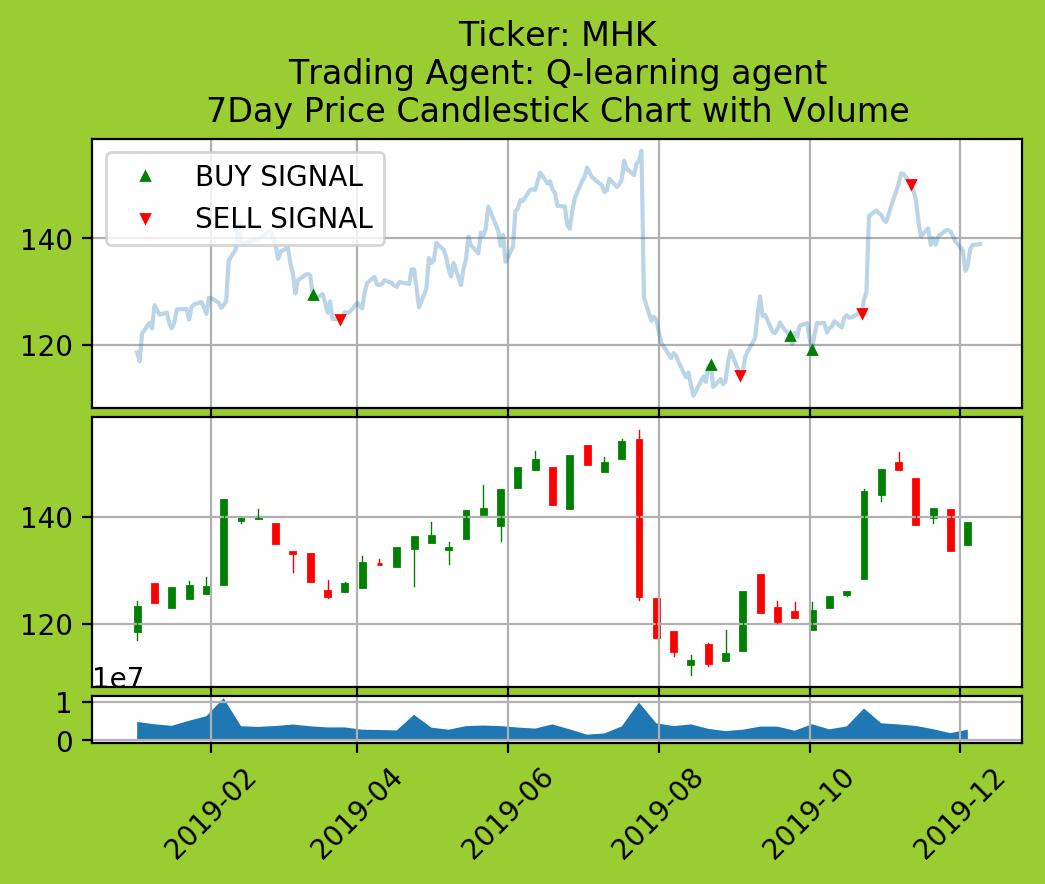 Ticker: MHK
Trading Agent: Q-learning agent
7Day Price Candlestick Chart with Volume
BUY SIGNAL
SELL SIGNAL
140
120
140
120
1e7
1
0
2019-02
2019-04
2019-06
2019-08
2019-10
2019-12